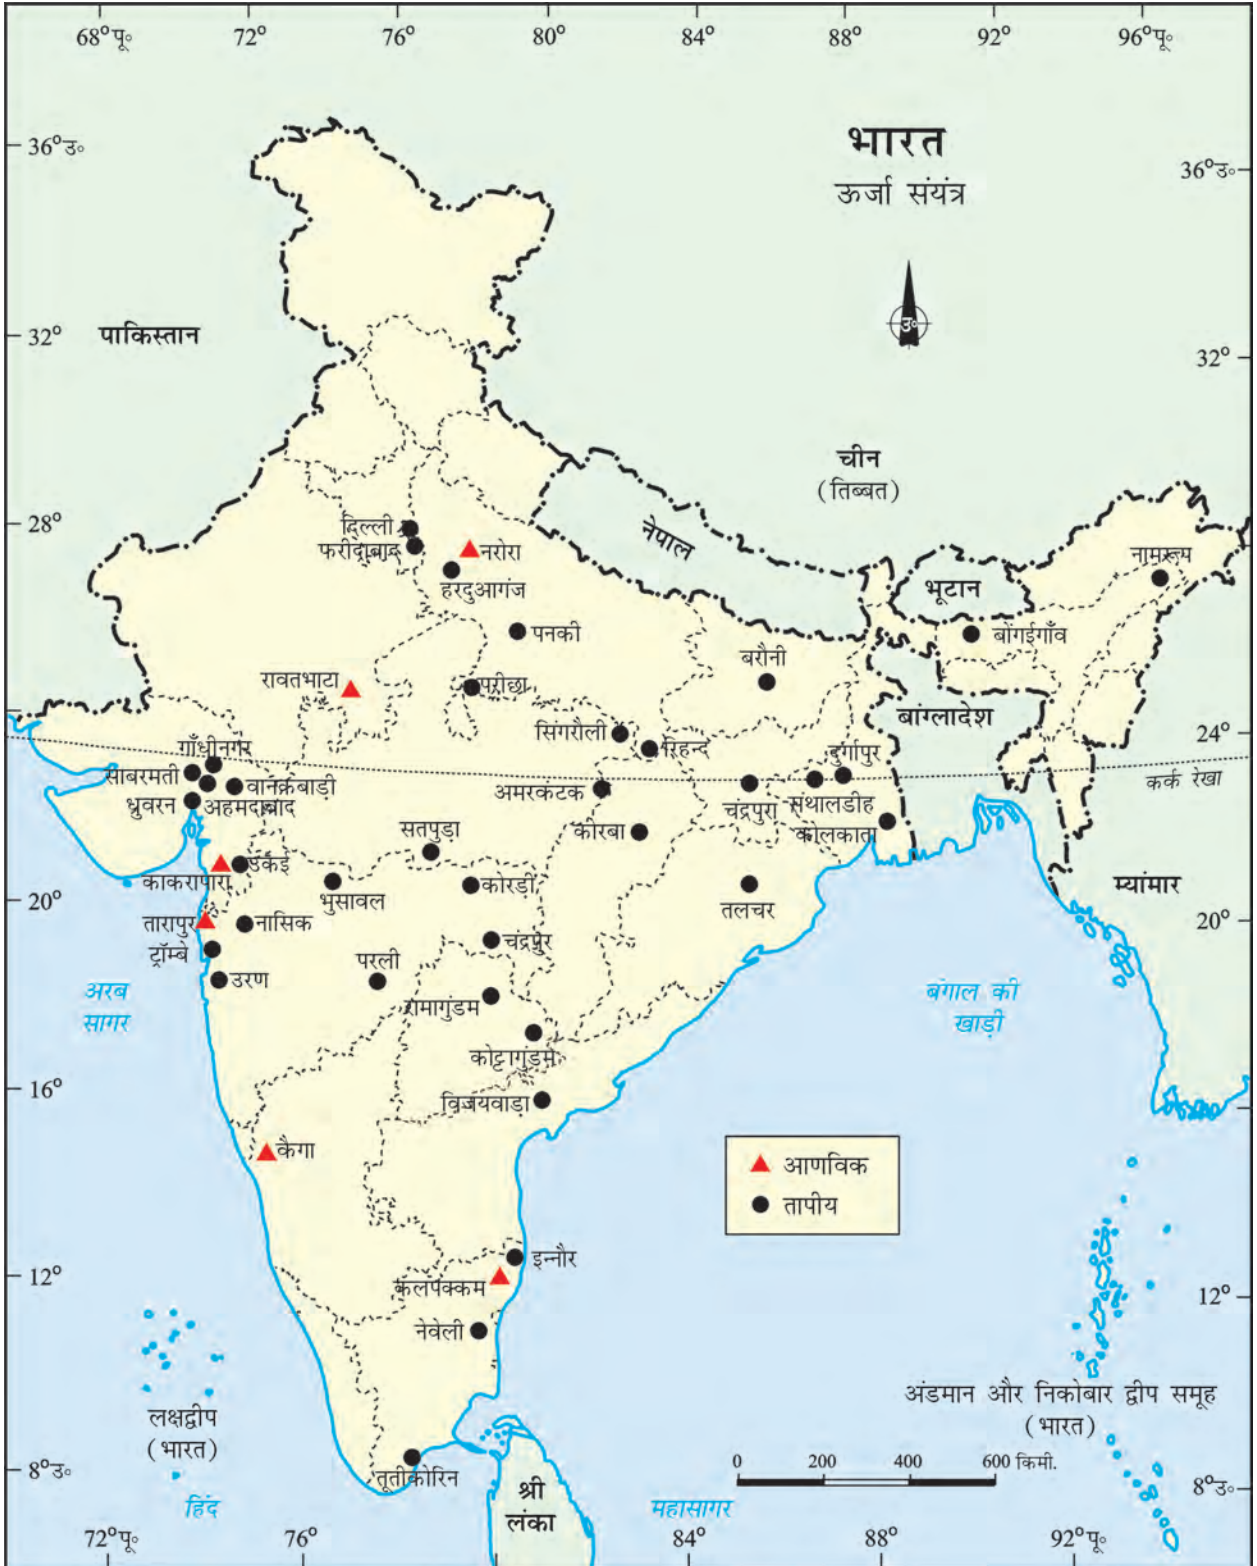 68°पू॰ 72° 76° 80° 84° 88° 92° 96°पू॰
भारत
ऊर्जा संयंत्र
36°उ॰
36°उ॰
उ॰
पाकिस्तान
32°
32°
चीन
(तिब्बत)
28°
नेपाल
भूटान
नामरूप
बोंगईगाँव
दिल्ली
फरीदाबाद
नरोरा
हरदुआगंज
पनकी
बरौनी
रावतभाटा
परीछा
बांग्लादेश
सिंगरौली
रिहन्द
दुर्गापुर
24°
गाँधीनगर
साबरमती
वानकबाड़ी
ध्रुवरन
अहमदाबाद
अमरकंटक
चंद्रपुरा
संथालडीह
कर्क रेखा
कोरबा
कोलकाता
सतपुड़ा
उकई
काकरापारा
भुसावल
कोरडी
तलचर
म्यांमार
20°
20°
तारापुर
नासिक
ट्रॉम्बे
चंद्रपुर
परली
उरण
रामागुंडम
अरब
सागर
बंगाल की
खाड़ी
कोट्टागुंडम
16°
विजयवाड़ा
कैगा
आणविक
तापीय
इन्नौर
12°
कलपक्कम
12°
नेवेली
लक्षद्वीप
(भारत)
अंडमान और निकोबार द्वीप समूह
(भारत)
0 200 400 600 किमी.
8°उ॰
तूतीकोरिन
8°उ॰
श्री
लंका
हिंद
महासागर
72°पू॰ 76° 84° 88° 92°पू॰